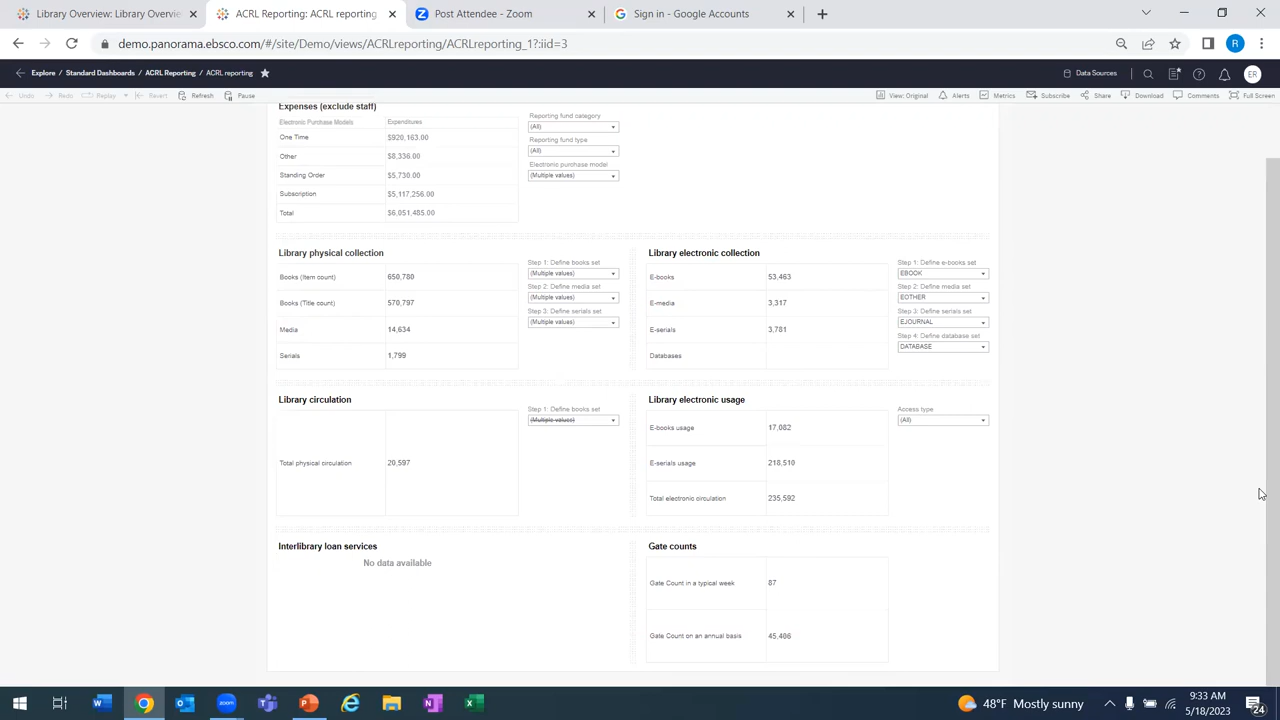 Library Overview - Overview
ACRL Reporting - ACRL reporting
Post Attendee - Zoom
Sign in - Google Accounts
demo.panorama.ebsco.com/#/site/Demo/views/ACRLreporting/ACRLreporting_1?:iid=3
R
Explore / Standard Dashboards / ACRL Reporting / ACRL reporting
Data Sources
ER
Undo Redo Replay Revert Refresh Pause
View: Original Alerts Metrics Subscribe Share Download Comments Full Screen
Expenses (exclude staff)
Electronic Purchase Models Expenditures
One Time $920,163.00
Other $8,336.00
Standing Order $5,730.00
Subscription $5,117,256.00
Total $6,051,485.00
Reporting fund category
(All)
Reporting fund type
(All)
Electronic purchase model
(Multiple values)
Library physical collection
Books (Item count) 650,780
Books (Title count) 570,797
Media 14,634
Serials 1,799
Step 1: Define books set
(Multiple values)
Step 2: Define media set
(Multiple values)
Step 3: Define serials set
(Multiple values)
Library electronic collection
E-books 53,463
E-media 3,317
E-serials 3,781
Databases
Step 1: Define e-books set
EBOOK
Step 2: Define media set
EOTHER
Step 3: Define serials set
EJOURNAL
Step 4: Define database set
DATABASE
Library circulation
Total physical circulation 20,597
Step 1: Define books set
(Multiple values)
Library electronic usage
E-books usage 17,082
E-serials usage 218,510
Total electronic circulation 235,592
Access type
(All)
Interlibrary loan services
No data available
Gate counts
Gate Count in a typical week 87
Gate Count on an annual basis 45,486
48°F Mostly sunny
9:33 AM
5/18/2023
24